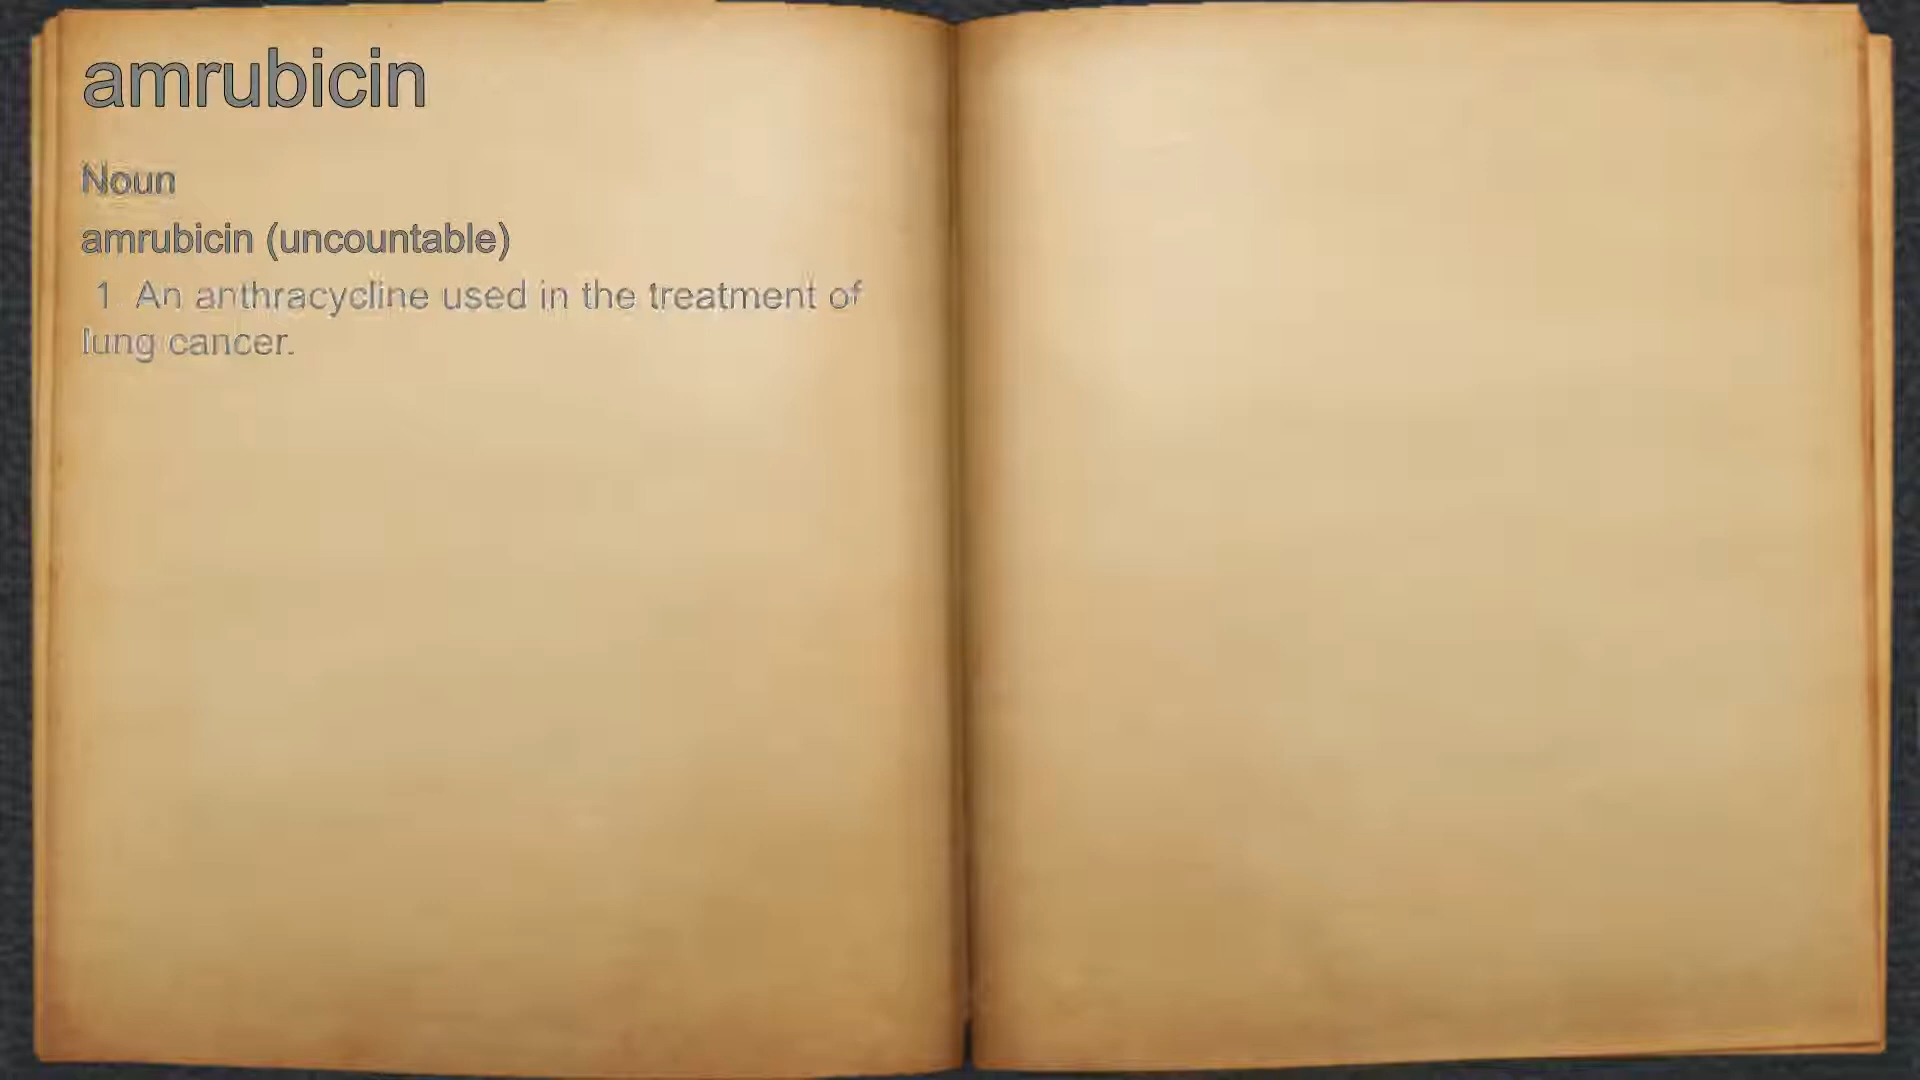 amrubicin
Noun
amrubicin (uncountable)
1. An anthracycline used in the treatment of
lung cancer.